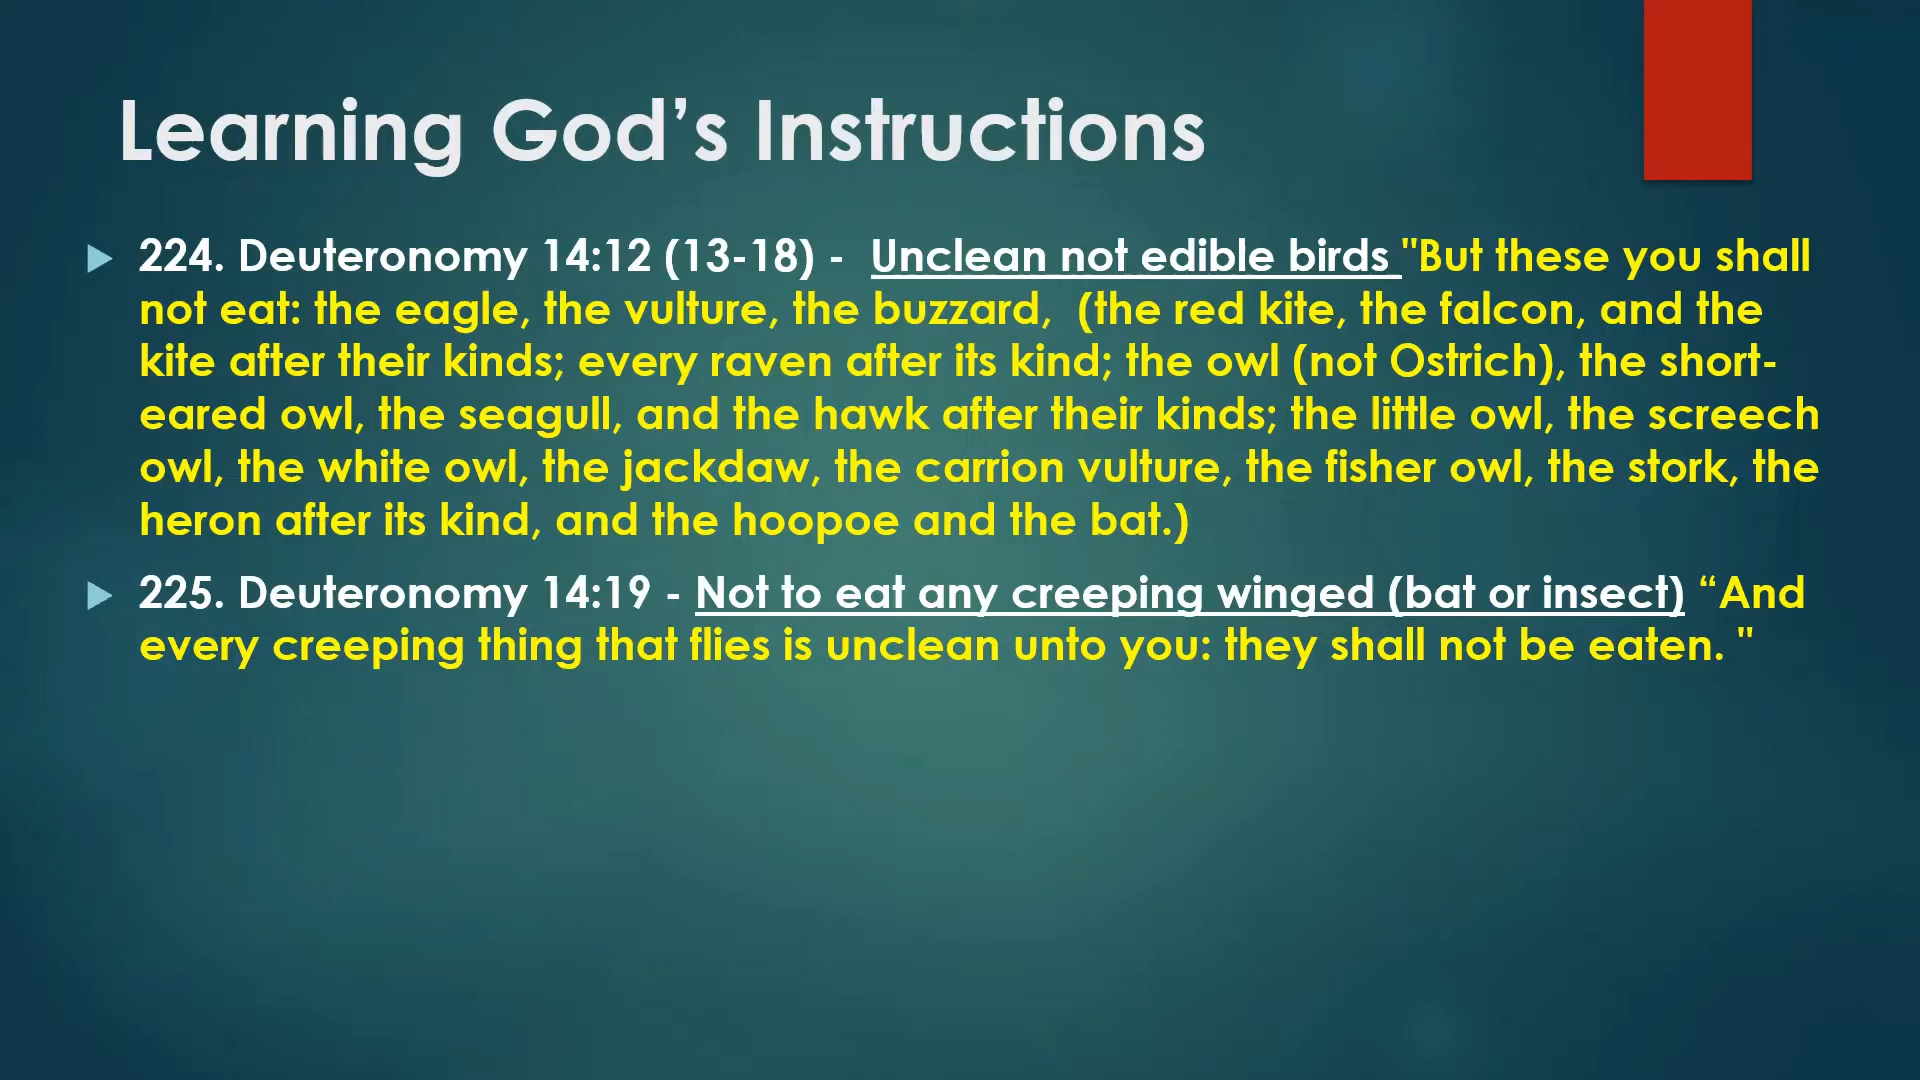 Learning God’s Instructions
224. Deuteronomy 14:12 (13-18) -  Unclean not edible birds "But these you shall
not eat: the eagle, the vulture, the buzzard,  (the red kite, the falcon, and the
kite after their kinds; every raven after its kind; the owl (not Ostrich), the short-
eared owl, the seagull, and the hawk after their kinds; the little owl, the screech
owl, the white owl, the jackdaw, the carrion vulture, the fisher owl, the stork, the
heron after its kind, and the hoopoe and the bat.)
225. Deuteronomy 14:19 - Not to eat any creeping winged (bat or insect) “And
every creeping thing that flies is unclean unto you: they shall not be eaten. "